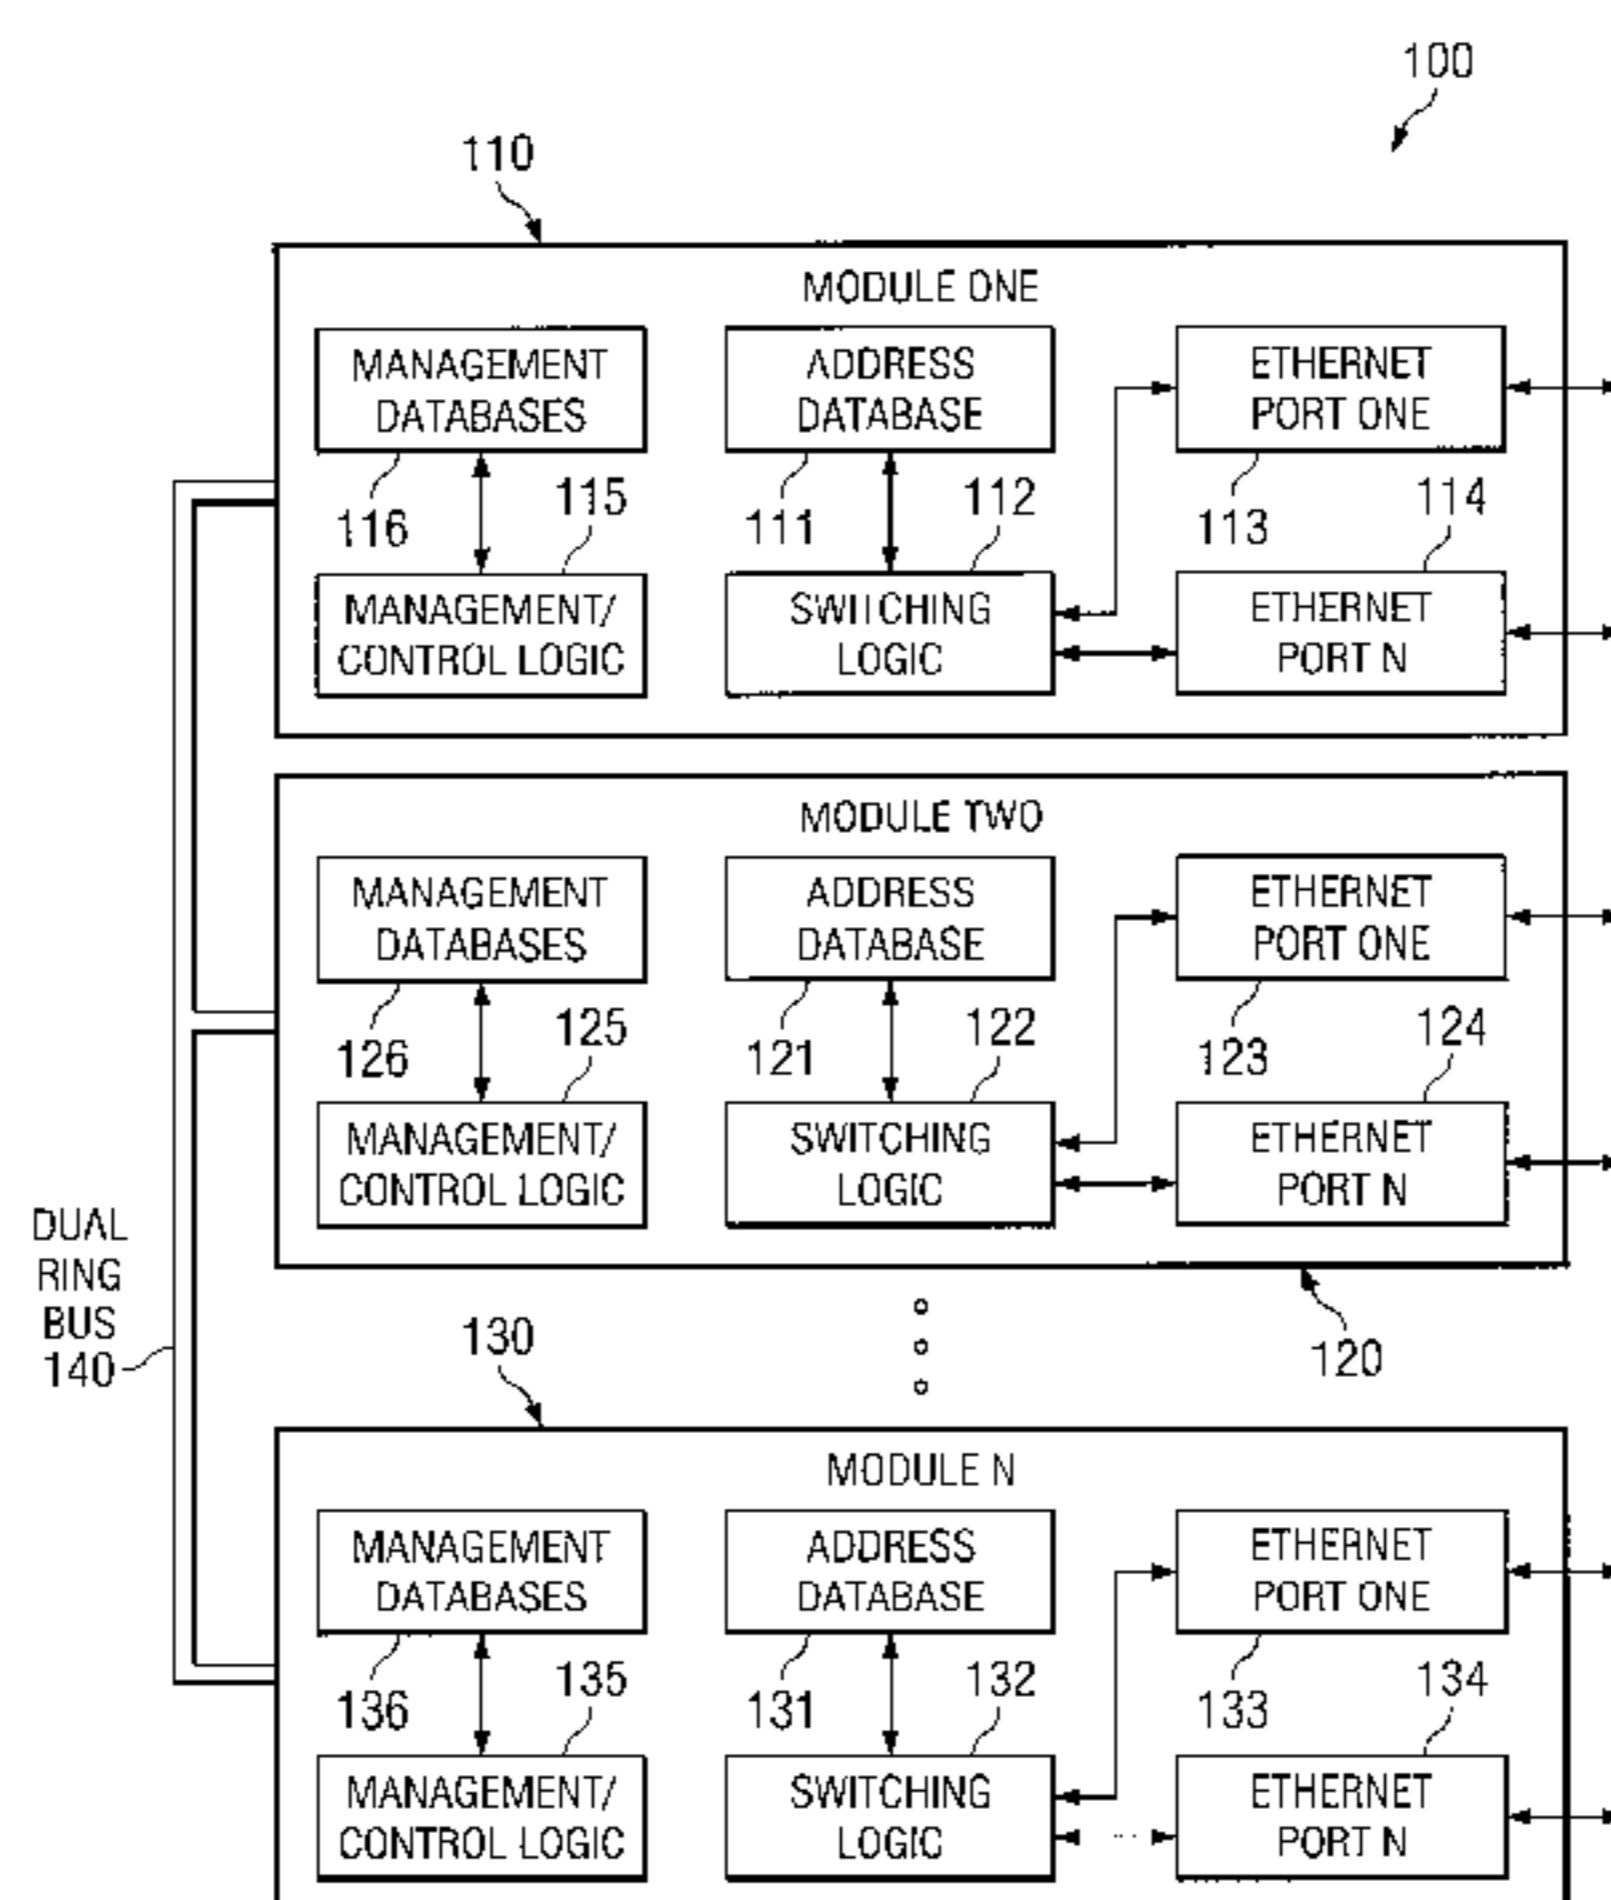 100
110
MODULE ONE
MANAGEMENT
DATABASES
ADDRESS
DATABASE
ETHERNET
PORT ONE
116
115
111
112
113
114
MANAGEMENT/
CONTROL LOGIC
SWITCHING
LOGIC
ETHERNET
PORT N
MODULE TWO
MANAGEMENT
DATABASES
ADDRESS
DATABASE
ETHERNET
PORT ONE
126
125
121
122
123
124
MANAGEMENT/
CONTROL LOGIC
SWITCHING
LOGIC
ETHERNET
PORT N
DUAL
RING
BUS
140
130
120
MODULE N
MANAGEMENT
DATABASES
ADDRESS
DATABASE
ETHERNET
PORT ONE
136
135
131
132
133
134
MANAGEMENT/
CONTROL LOGIC
SWITCHING
LOGIC
ETHERNET
PORT N